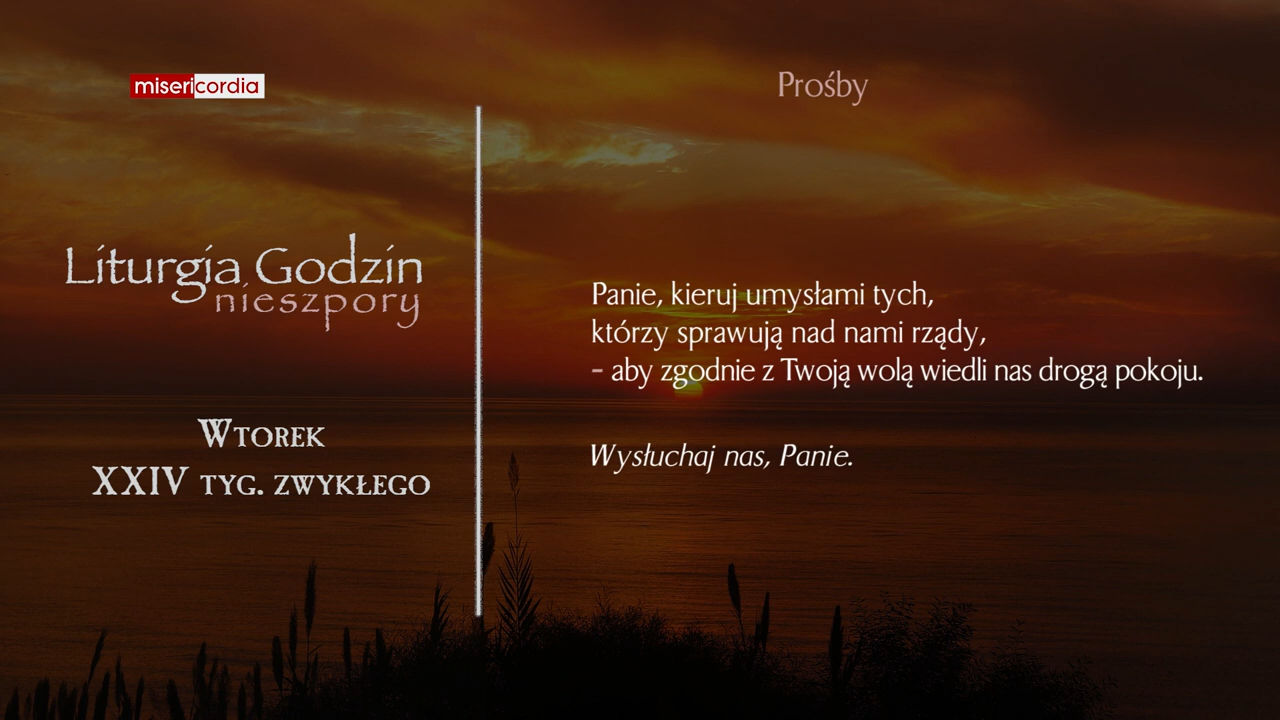 misericordia
Liturgia Godzin
nieszpory
Wtorek
XXIV tyg. zwykłego
Prośby
Panie, kieruj umysłami tych,
którzy sprawują nad nami rządy,
- aby zgodnie z Twoją wolą wiedli nas drogą pokoju.
Wysłuchaj nas, Panie.